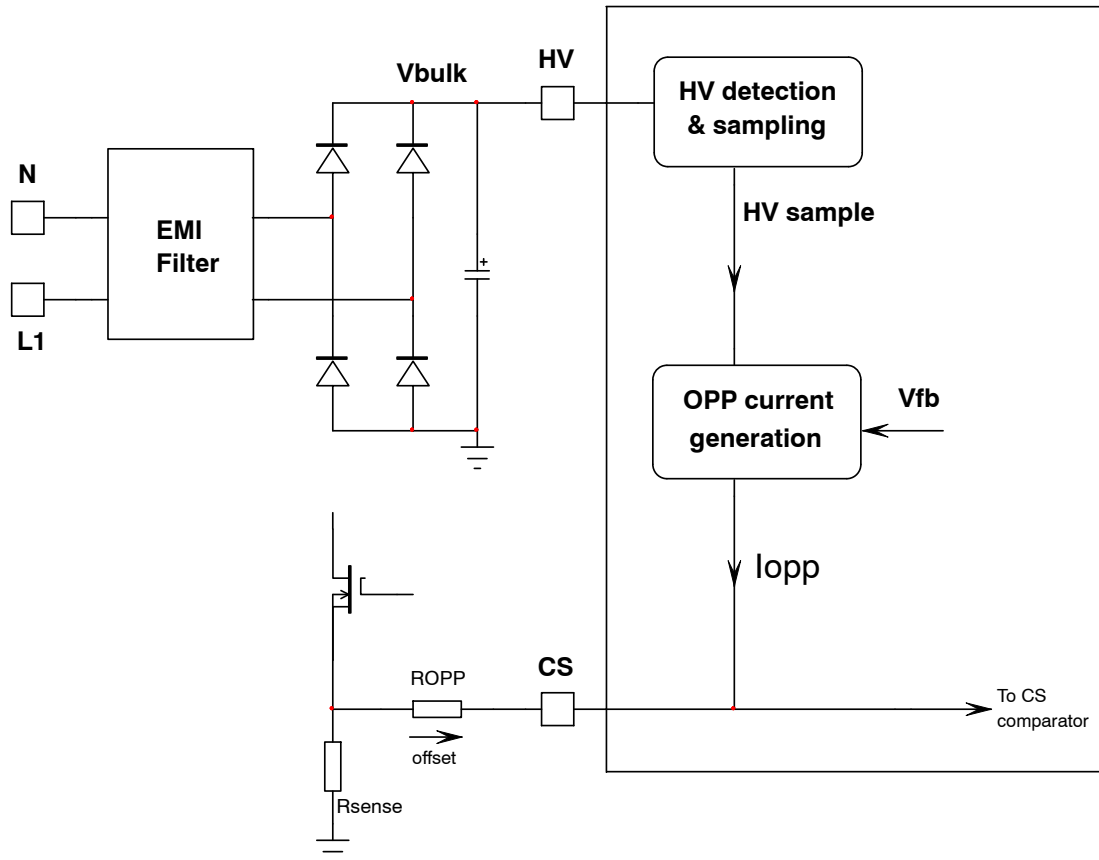 HV
Vbulk
HV detection
& sampling
N
EMI
Filter
HV sample
+
L1
OPP current
generation
Vfb
Iopp
CS
ROPP
To CS
comparator
offset
Rsense